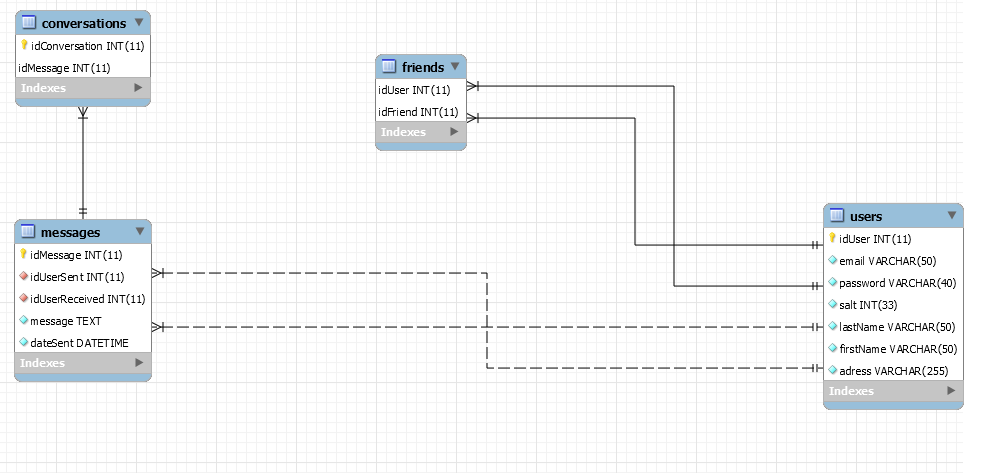 conversations
idConversation INT(11)
idMessage INT(11)
Indexes
friends
idUser INT(11)
idFriend INT(11)
Indexes
messages
idMessage INT(11)
idUserSent INT(11)
idUserReceived INT(11)
message TEXT
dateSent DATETIME
Indexes
users
idUser INT(11)
email VARCHAR(50)
password VARCHAR(40)
salt INT(33)
lastName VARCHAR(50)
firstName VARCHAR(50)
adress VARCHAR(255)
Indexes